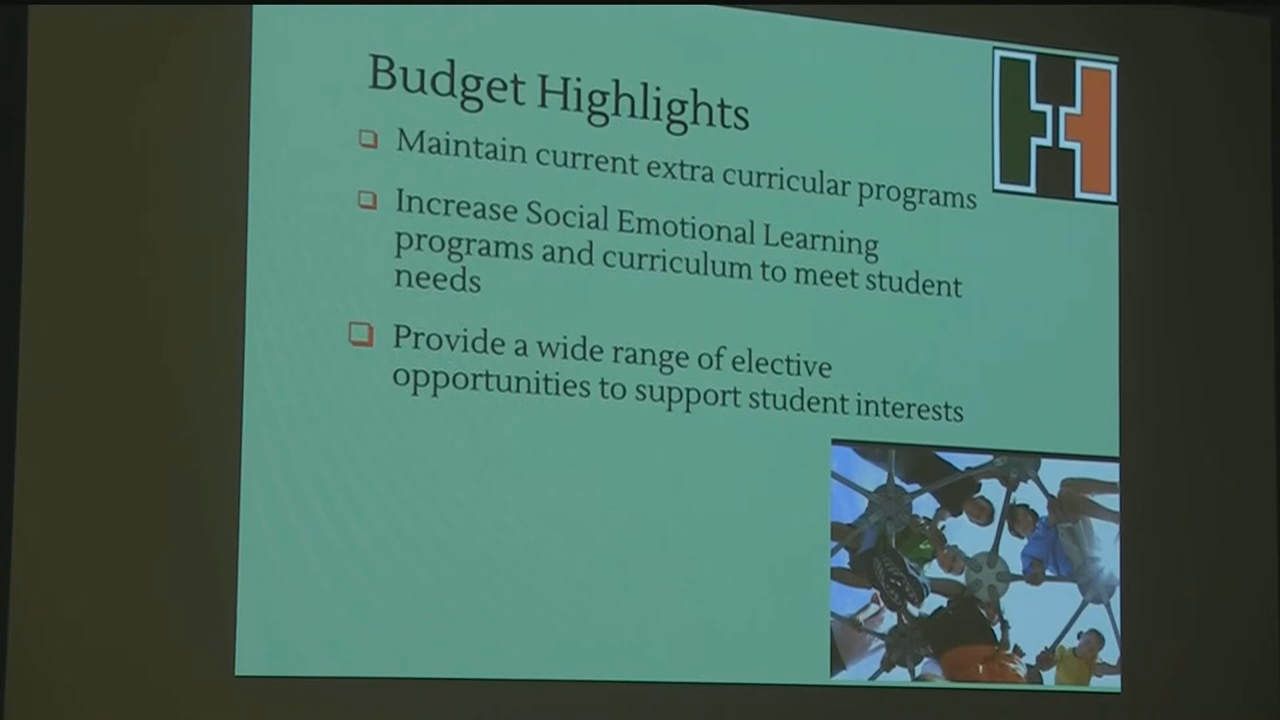 Budget Highlights
Maintain current extra curricular programs
Increase Social Emotional Learning
programs and curriculum to meet student
needs
Provide a wide range of elective
opportunities to support student interests